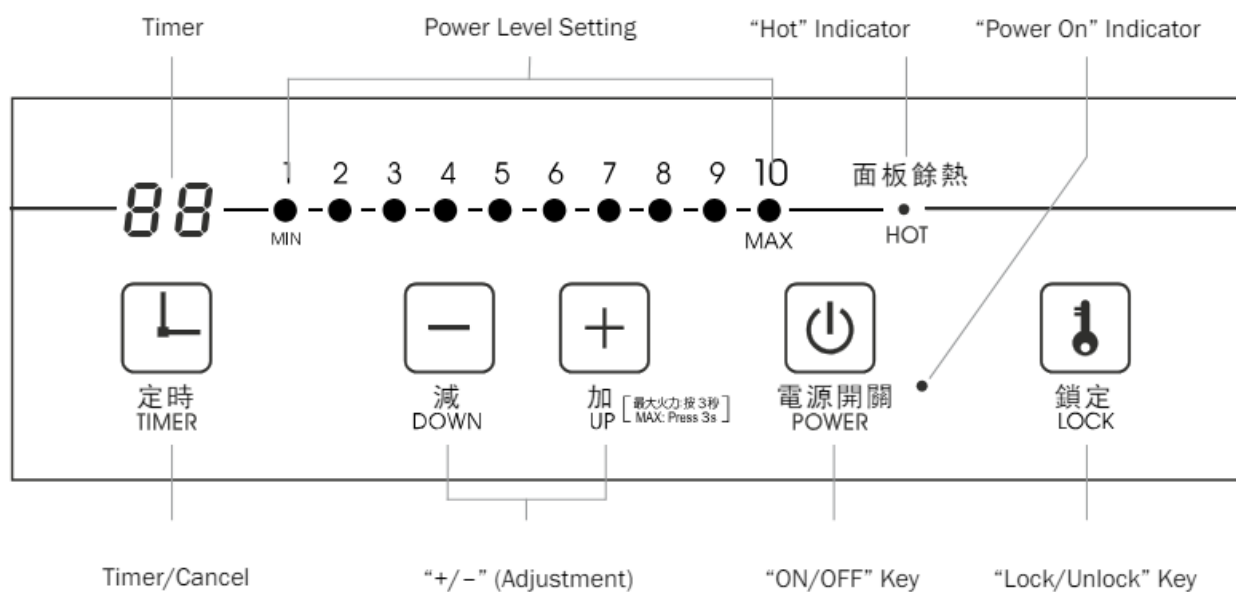 Timer
Power Level Setting
“Hot” Indicator
“Power On” Indicator
1 2 3 4 5 6 7 8 9 10
面板餘熱
88
MIN
MAX
HOT
定時
TIMER
減
DOWN
加
UP
最大火力:按3秒
MAX: Press 3s
電源開關
POWER
鎖定
LOCK
Timer/Cancel
“+/–” (Adjustment)
“ON/OFF” Key
“Lock/Unlock” Key